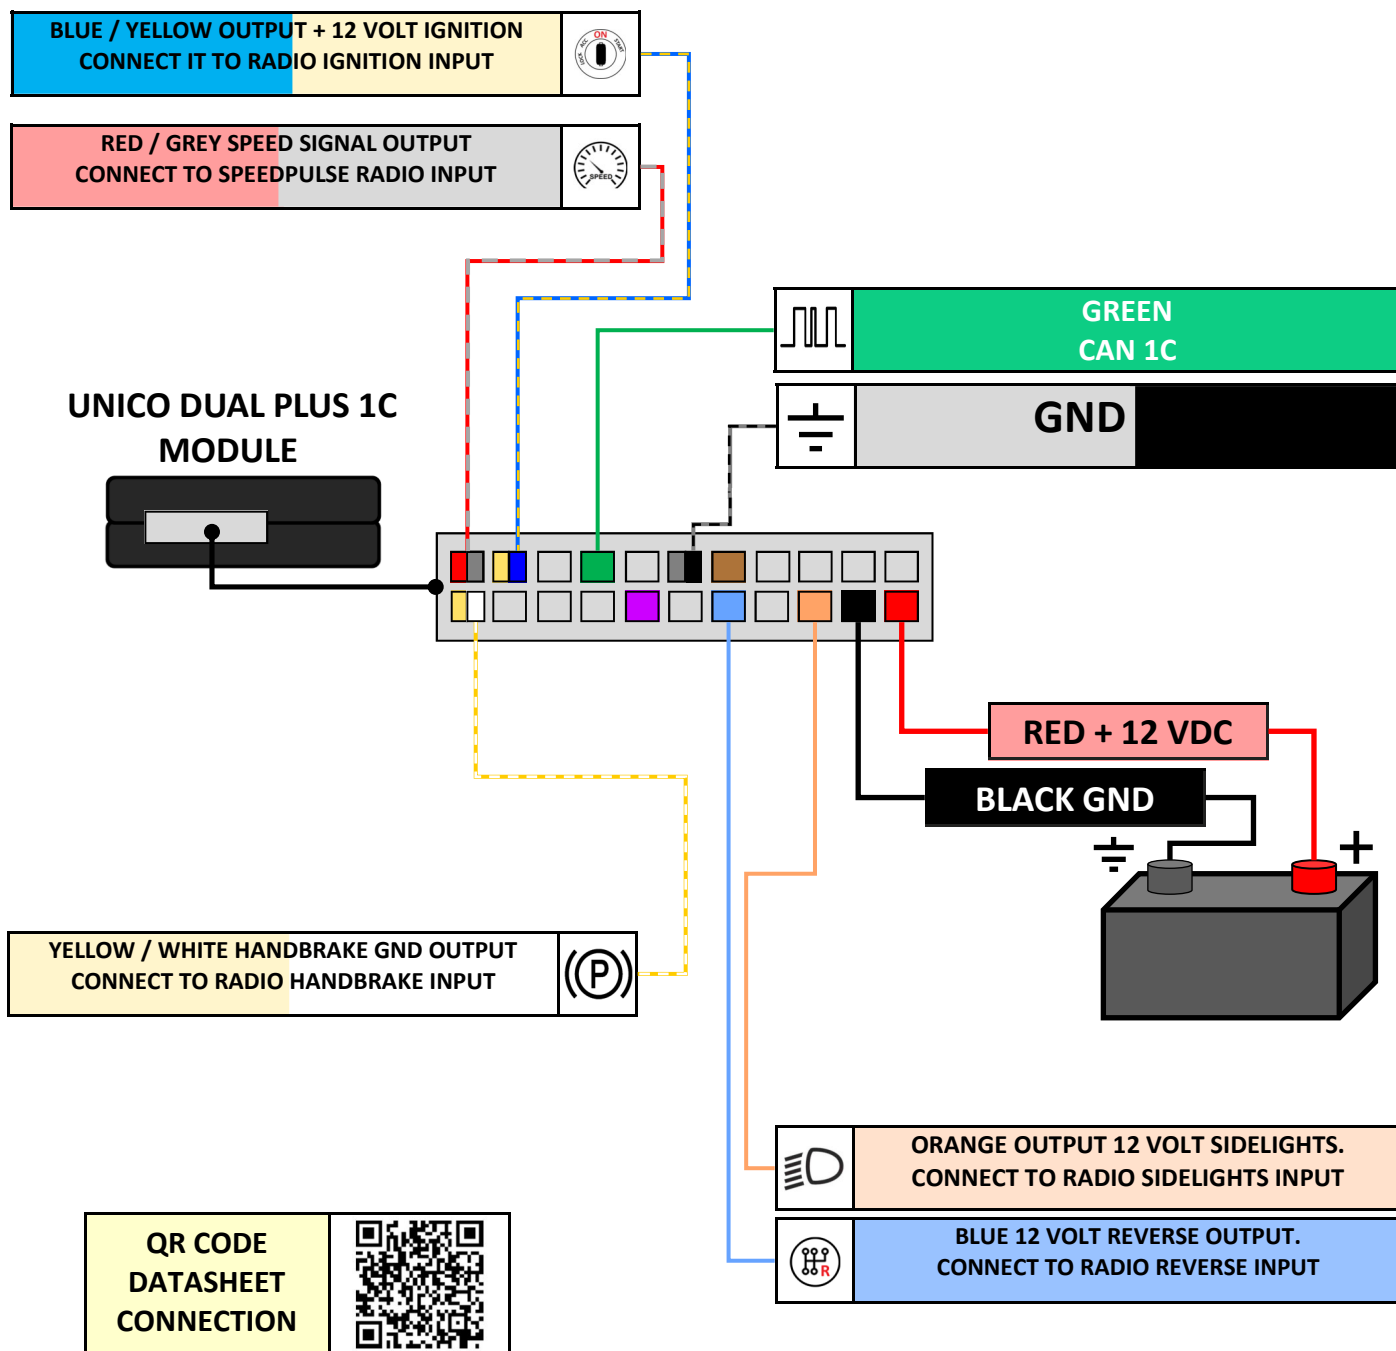 BLUE / YELLOW OUTPUT + 12 VOLT IGNITION
CONNECT IT TO RADIO IGNITION INPUT
LOCK ACC ON START
RED / GREY SPEED SIGNAL OUTPUT
CONNECT TO SPEEDPULSE RADIO INPUT
SPEED
GREEN
CAN 1C
GND
UNICO DUAL PLUS 1C
MODULE
RED + 12 VDC
BLACK GND
+
YELLOW / WHITE HANDBRAKE GND OUTPUT
CONNECT TO RADIO HANDBRAKE INPUT
(P)
ORANGE OUTPUT 12 VOLT SIDELIGHTS.
CONNECT TO RADIO SIDELIGHTS INPUT
BLUE 12 VOLT REVERSE OUTPUT.
CONNECT TO RADIO REVERSE INPUT
R
QR CODE
DATASHEET
CONNECTION